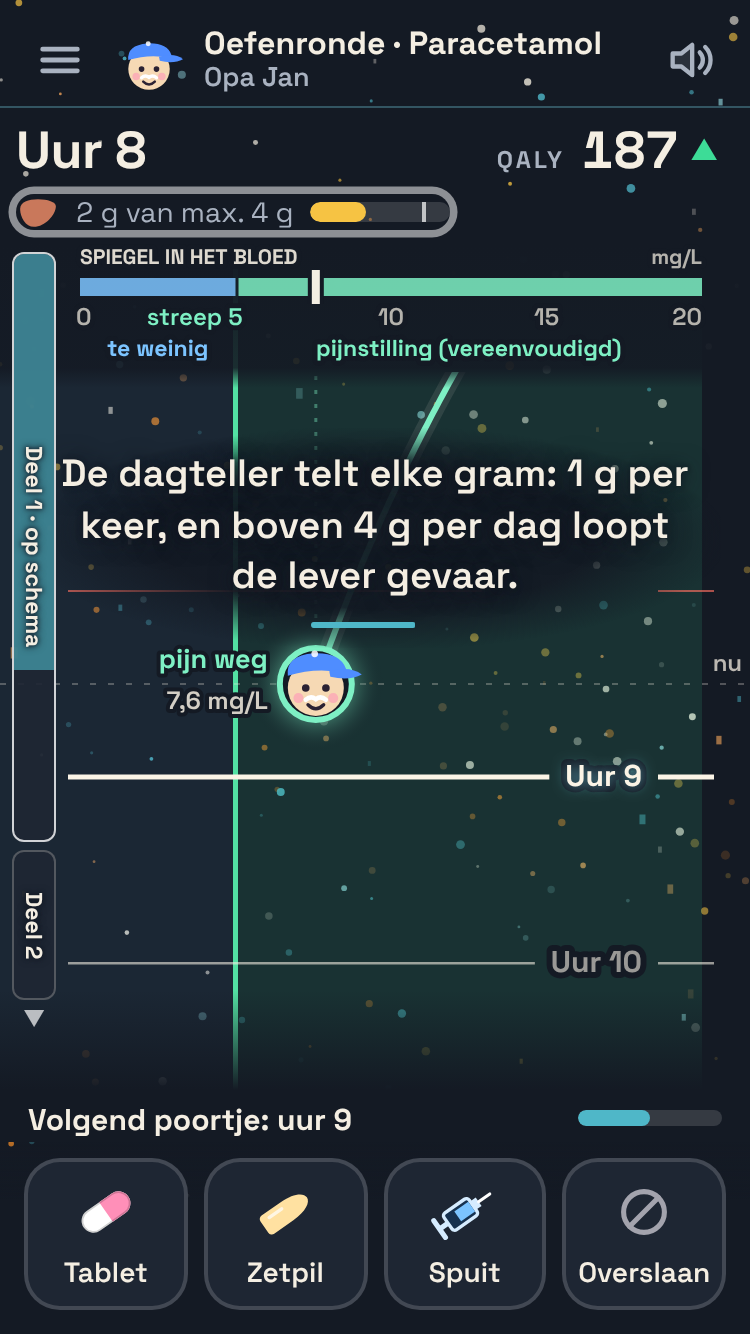 Oefenronde · Paracetamol
Opa Jan
Uur 8
QALY 187
2 g van max. 4 g
SPIEGEL IN HET BLOED mg/L
0 streep 5 10 15 20
te weinig pijnstilling (vereenvoudigd)
Deel 1 · op schema
De dagteller telt elke gram: 1 g per
keer, en boven 4 g per dag loopt
de lever gevaar.
pijn weg
nu
7,6 mg/L
Uur 9
Deel 2
Uur 10
Volgend poortje: uur 9
Tablet Zetpil Spuit Overslaan